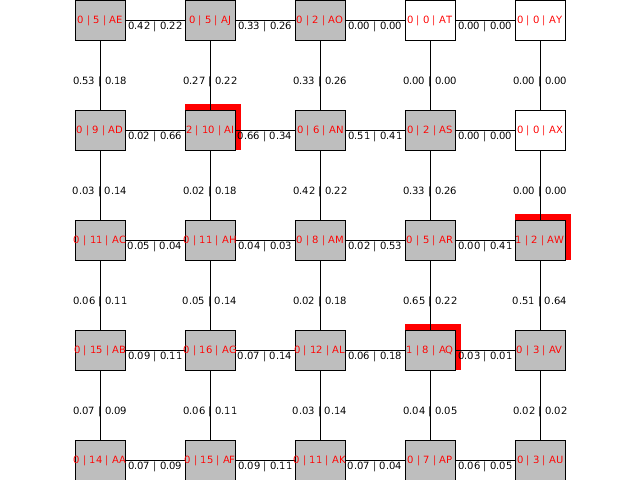 0 | 5 | AE 0.42 | 0.22 0 | 5 | AJ 0.33 | 0.26 0 | 2 | AO 0.00 | 0.00 0 | 0 | AT 0.00 | 0.00 0 | 0 | AY
0.53 | 0.18 0.27 | 0.22 0.33 | 0.26 0.00 | 0.00 0.00 | 0.00
0 | 9 | AD 0.02 | 0.66 2 | 10 | AI 0.66 | 0.34 0 | 6 | AN 0.51 | 0.41 0 | 2 | AS 0.00 | 0.00 0 | 0 | AX
0.03 | 0.14 0.02 | 0.18 0.42 | 0.22 0.33 | 0.26 0.00 | 0.00
0 | 11 | AC 0.05 | 0.04 0 | 11 | AH 0.04 | 0.03 0 | 8 | AM 0.02 | 0.53 0 | 5 | AR 0.00 | 0.41 1 | 2 | AW
0.06 | 0.11 0.05 | 0.14 0.02 | 0.18 0.65 | 0.22 0.51 | 0.64
0 | 15 | AB 0.09 | 0.11 0 | 16 | AG 0.07 | 0.14 0 | 12 | AL 0.06 | 0.18 1 | 8 | AQ 0.03 | 0.01 0 | 3 | AV
0.07 | 0.09 0.06 | 0.11 0.03 | 0.14 0.04 | 0.05 0.02 | 0.02
0 | 14 | AA 0.07 | 0.09 0 | 15 | AF 0.09 | 0.11 0 | 11 | AK 0.07 | 0.04 0 | 7 | AP 0.06 | 0.05 0 | 3 | AU